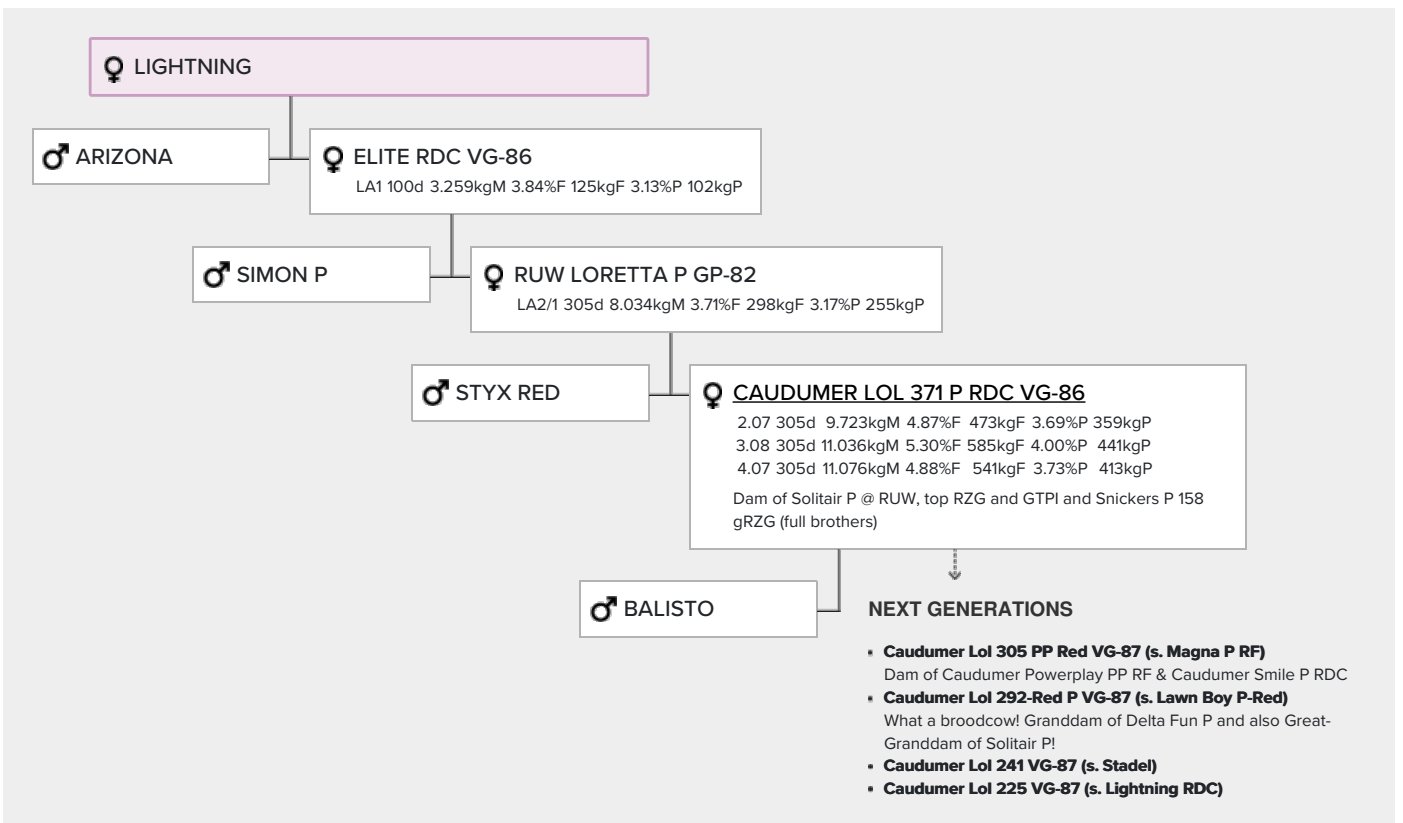 LIGHTNING
ARIZONA
ELITE RDC VG-86
LA1 100d 3.259kgM 3.84%F 125kgF 3.13%P 102kgP
SIMON P
RUW LORETTA P GP-82
LA2/1 305d 8.034kgM 3.71%F 298kgF 3.17%P 255kgP
STYX RED
CAUDUMER LOL 371 P RDC VG-86
2.07 305d 9.723kgM 4.87%F 473kgF 3.69%P 359kgP
3.08 305d 11.036kgM 5.30%F 585kgF 4.00%P 441kgP
4.07 305d 11.076kgM 4.88%F 541kgF 3.73%P 413kgP
Dam of Solitair P @ RUW, top RZG and GTPI and Snickers P 158
gRZG (full brothers)
BALISTO
NEXT GENERATIONS
▪ Caudumer Lol 305 PP Red VG-87 (s. Magna P RF)
Dam of Caudumer Powerplay PP RF & Caudumer Smile P RDC
▪ Caudumer Lol 292-Red P VG-87 (s. Lawn Boy P-Red)
What a broodcow! Granddam of Delta Fun P and also Great-
Granddam of Solitair P!
▪ Caudumer Lol 241 VG-87 (s. Stadel)
▪ Caudumer Lol 225 VG-87 (s. Lightning RDC)